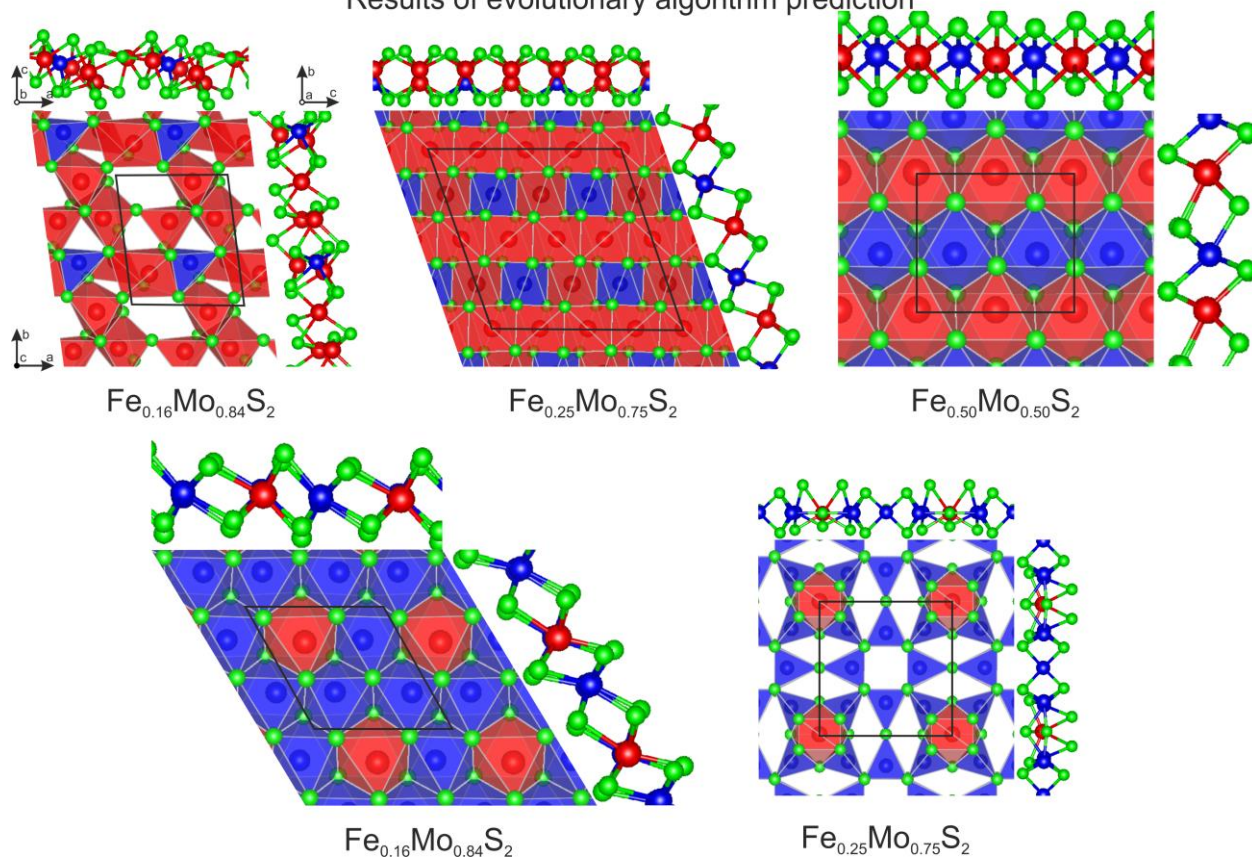 Results of evolutionary algorithm prediction
c
b a
b
a c
b
c a
Fe0.16Mo0.84S2
Fe0.25Mo0.75S2
Fe0.50Mo0.50S2
Fe0.16Mo0.84S2
Fe0.25Mo0.75S2